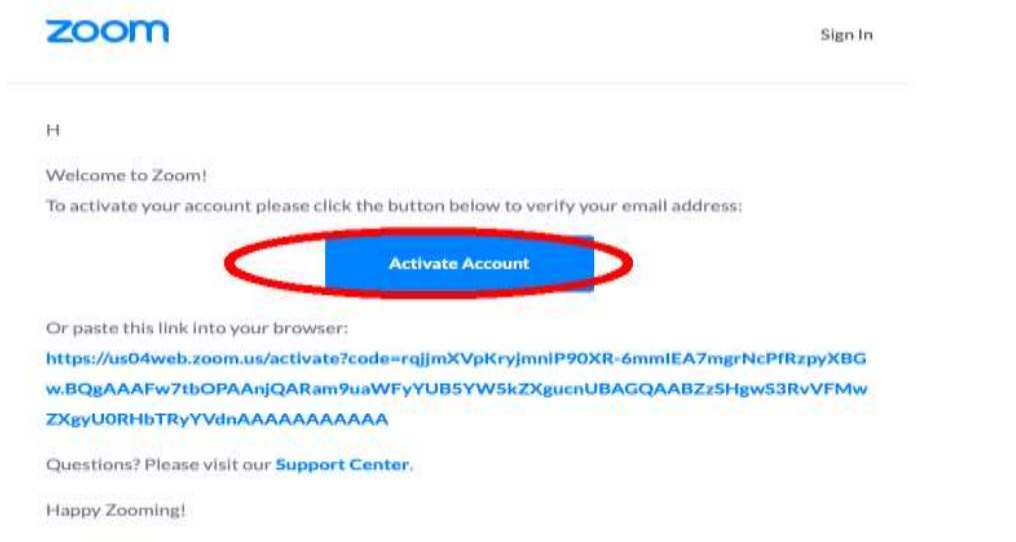 zoom
Sign In
H
Welcome to Zoom!
To activate your account please click the button below to verify your email address:
Activate Account
Or paste this link into your browser:
https://us04web.zoom.us/activate?code=rqjjmXVpKryjmniP90XR-6mmIEA7mgrNcPfRzpyXBG
w.BQgAAAFw7tbOPAAnjQARam9uaWFyYUB5YW5kZXgucnUBAGQAABZzSHgwS3RvVFMw
ZXgyU0RHbTRyYVdnAAAAAAAAAAA
Questions? Please visit our Support Center.
Happy Zooming!